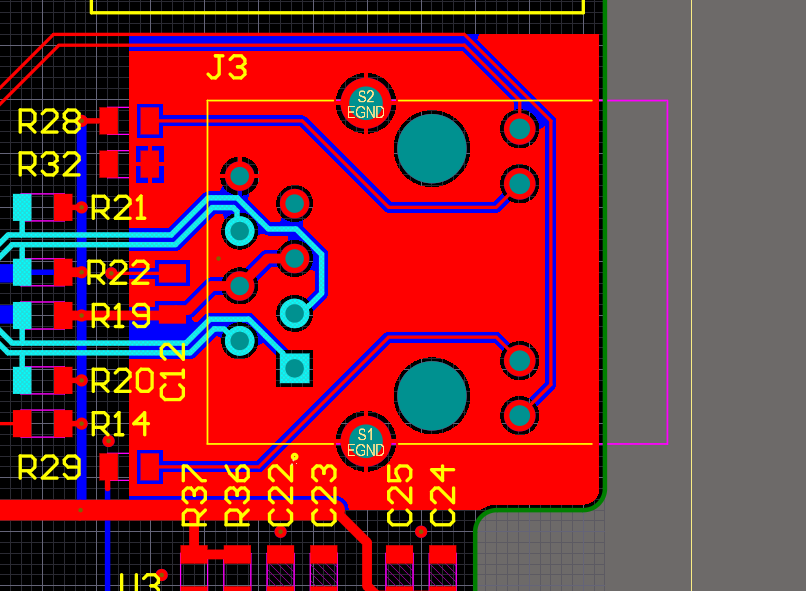 J3
S2
EGND
R28
R32
R21
R22
R19
C12
R20
R14
S1
EGND
R29
R37
R36
C22
C23
C25
C24
U3